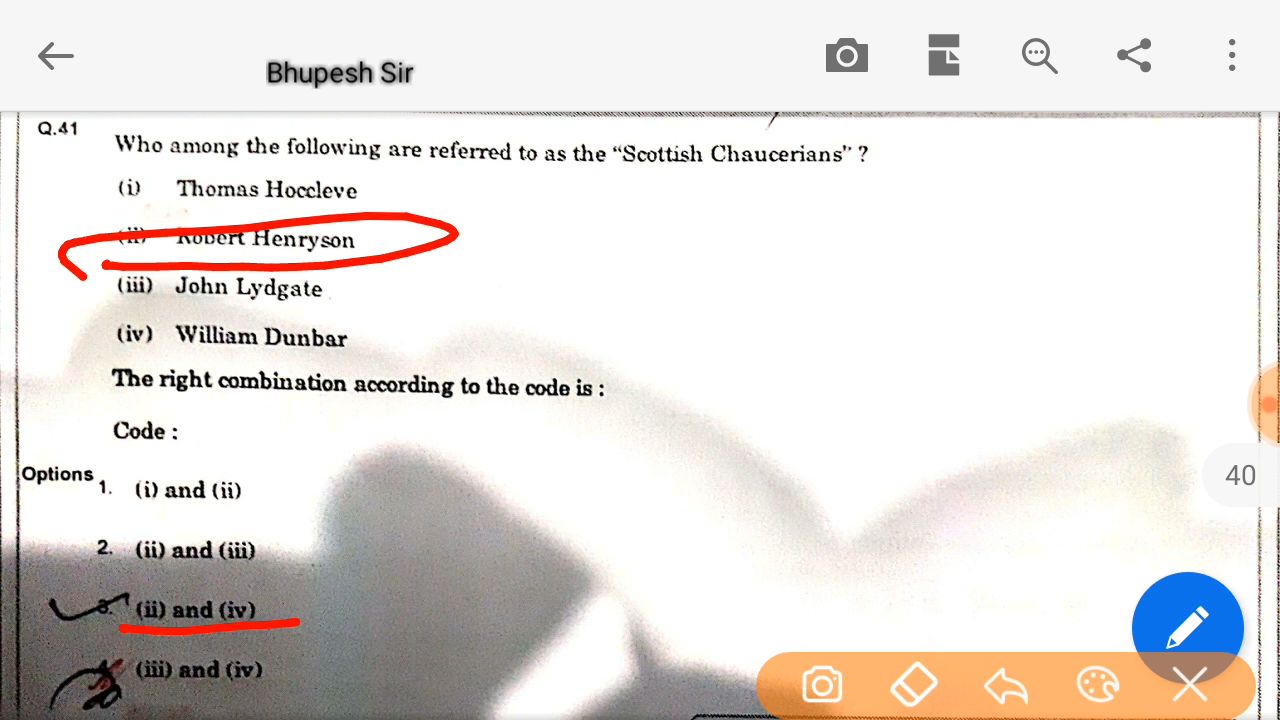 Bhupesh Sir
Q.41
Who among the following are referred to as the “Scottish Chaucerians” ?
(i) Thomas Hoccleve
(ii) Robert Henryson
(iii) John Lydgate
(iv) William Dunbar
The right combination according to the code is :
Code :
Options
1. (i) and (ii)
2. (ii) and (iii)
3. (ii) and (iv)
(iii) and (iv)
40